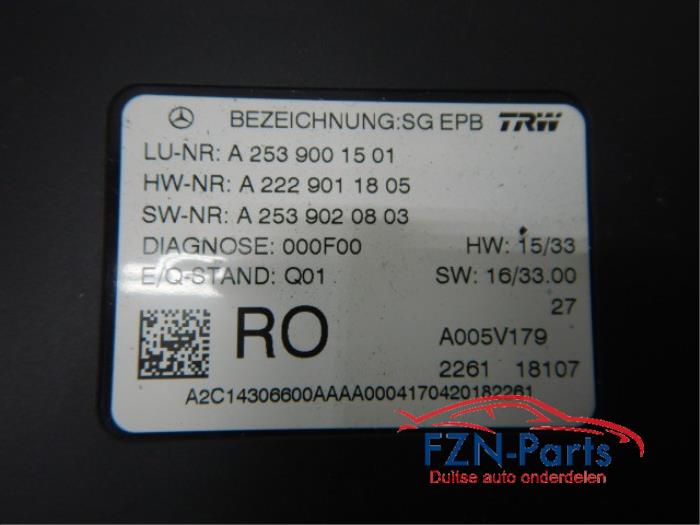 BEZEICHNUNG:SG EPB TRW
LU-NR: A 253 900 15 01
HW-NR: A 222 901 18 05
SW-NR: A 253 902 08 03
DIAGNOSE: 000F00 HW: 15/33
E/Q-STAND: Q01 SW: 16/33.00
27
RO A005V179
2261 18107
A2C14306600AAAA0004170420182261
FZN-Parts
Duitse auto onderdelen